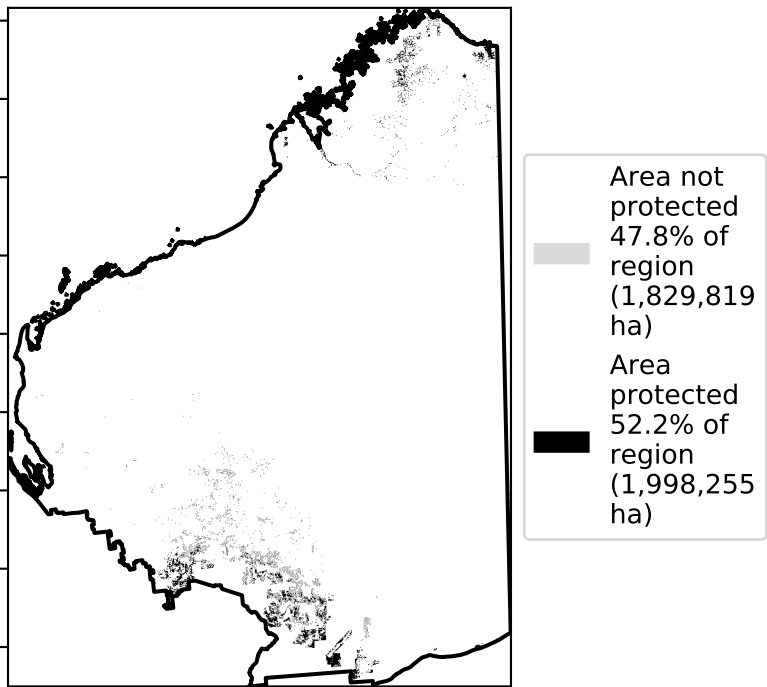 Area not
protected
47.8% of
region
(1,829,819
ha)
Area
protected
52.2% of
region
(1,998,255
ha)